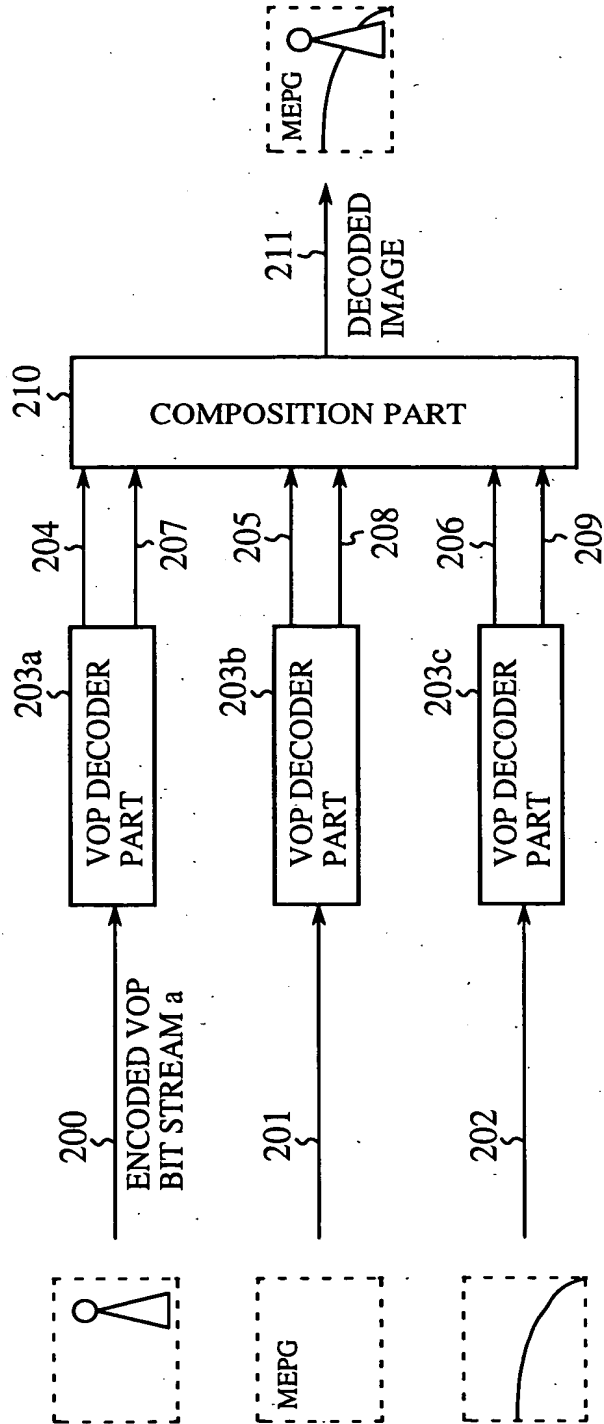 200
ENCODED VOP
BIT STREAM a
203a
VOP DECODER
PART
204
207
MEPG
201
203b
VOP DECODER
PART
205
208
202
203c
VOP DECODER
PART
206
209
210
COMPOSITION PART
211
DECODED
IMAGE
MEPG